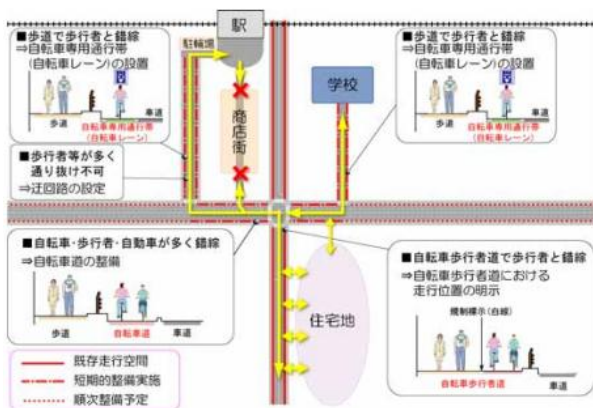 ■歩道で歩行者と錯綜
⇒自転車専用通行帯
(自転車レーン)の設置
歩道
車道
自転車専用通行帯
(自転車レーン)
駐輪場
駅
商店街
学校
■歩道で歩行者と錯綜
⇒自転車専用通行帯
(自転車レーン)の設置
歩道
車道
自転車専用通行帯
(自転車レーン)
■歩行者等が多く
通り抜け不可
⇒迂回路の設定
■自転車・歩行者・自動車が多く錯綜
⇒自転車道の整備
歩道
自転車道
車道
住宅地
■自転車歩行者道で歩行者と錯綜
⇒自転車歩行者道における
走行位置の明示
規制標示(白線)
自転車歩行者道
車道
既存走行空間
短期的整備実施
順次整備予定